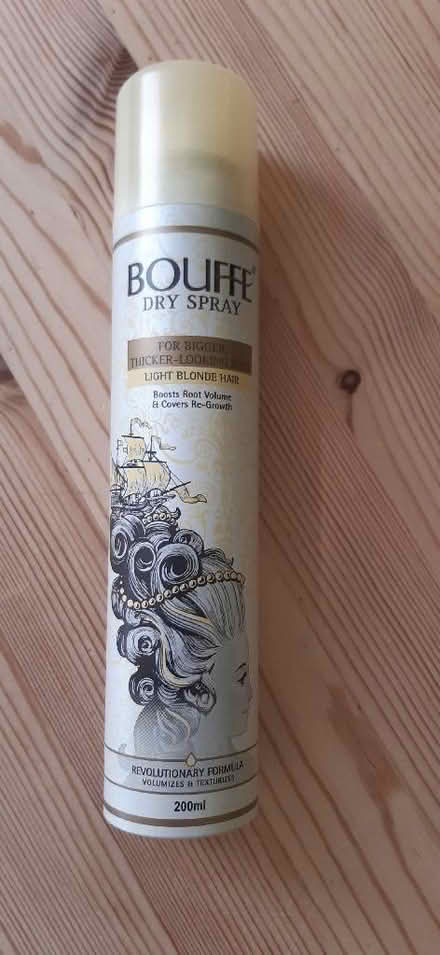 BOUFFE®
DRY SPRAY
FOR BIGGER,
THICKER-LOOKING
LIGHT BLONDE HAIR
Boosts Root Volume
& Covers Re-Growth
REVOLUTIONARY FORMULA
VOLUMIZES & TEXTURIZES
200ml